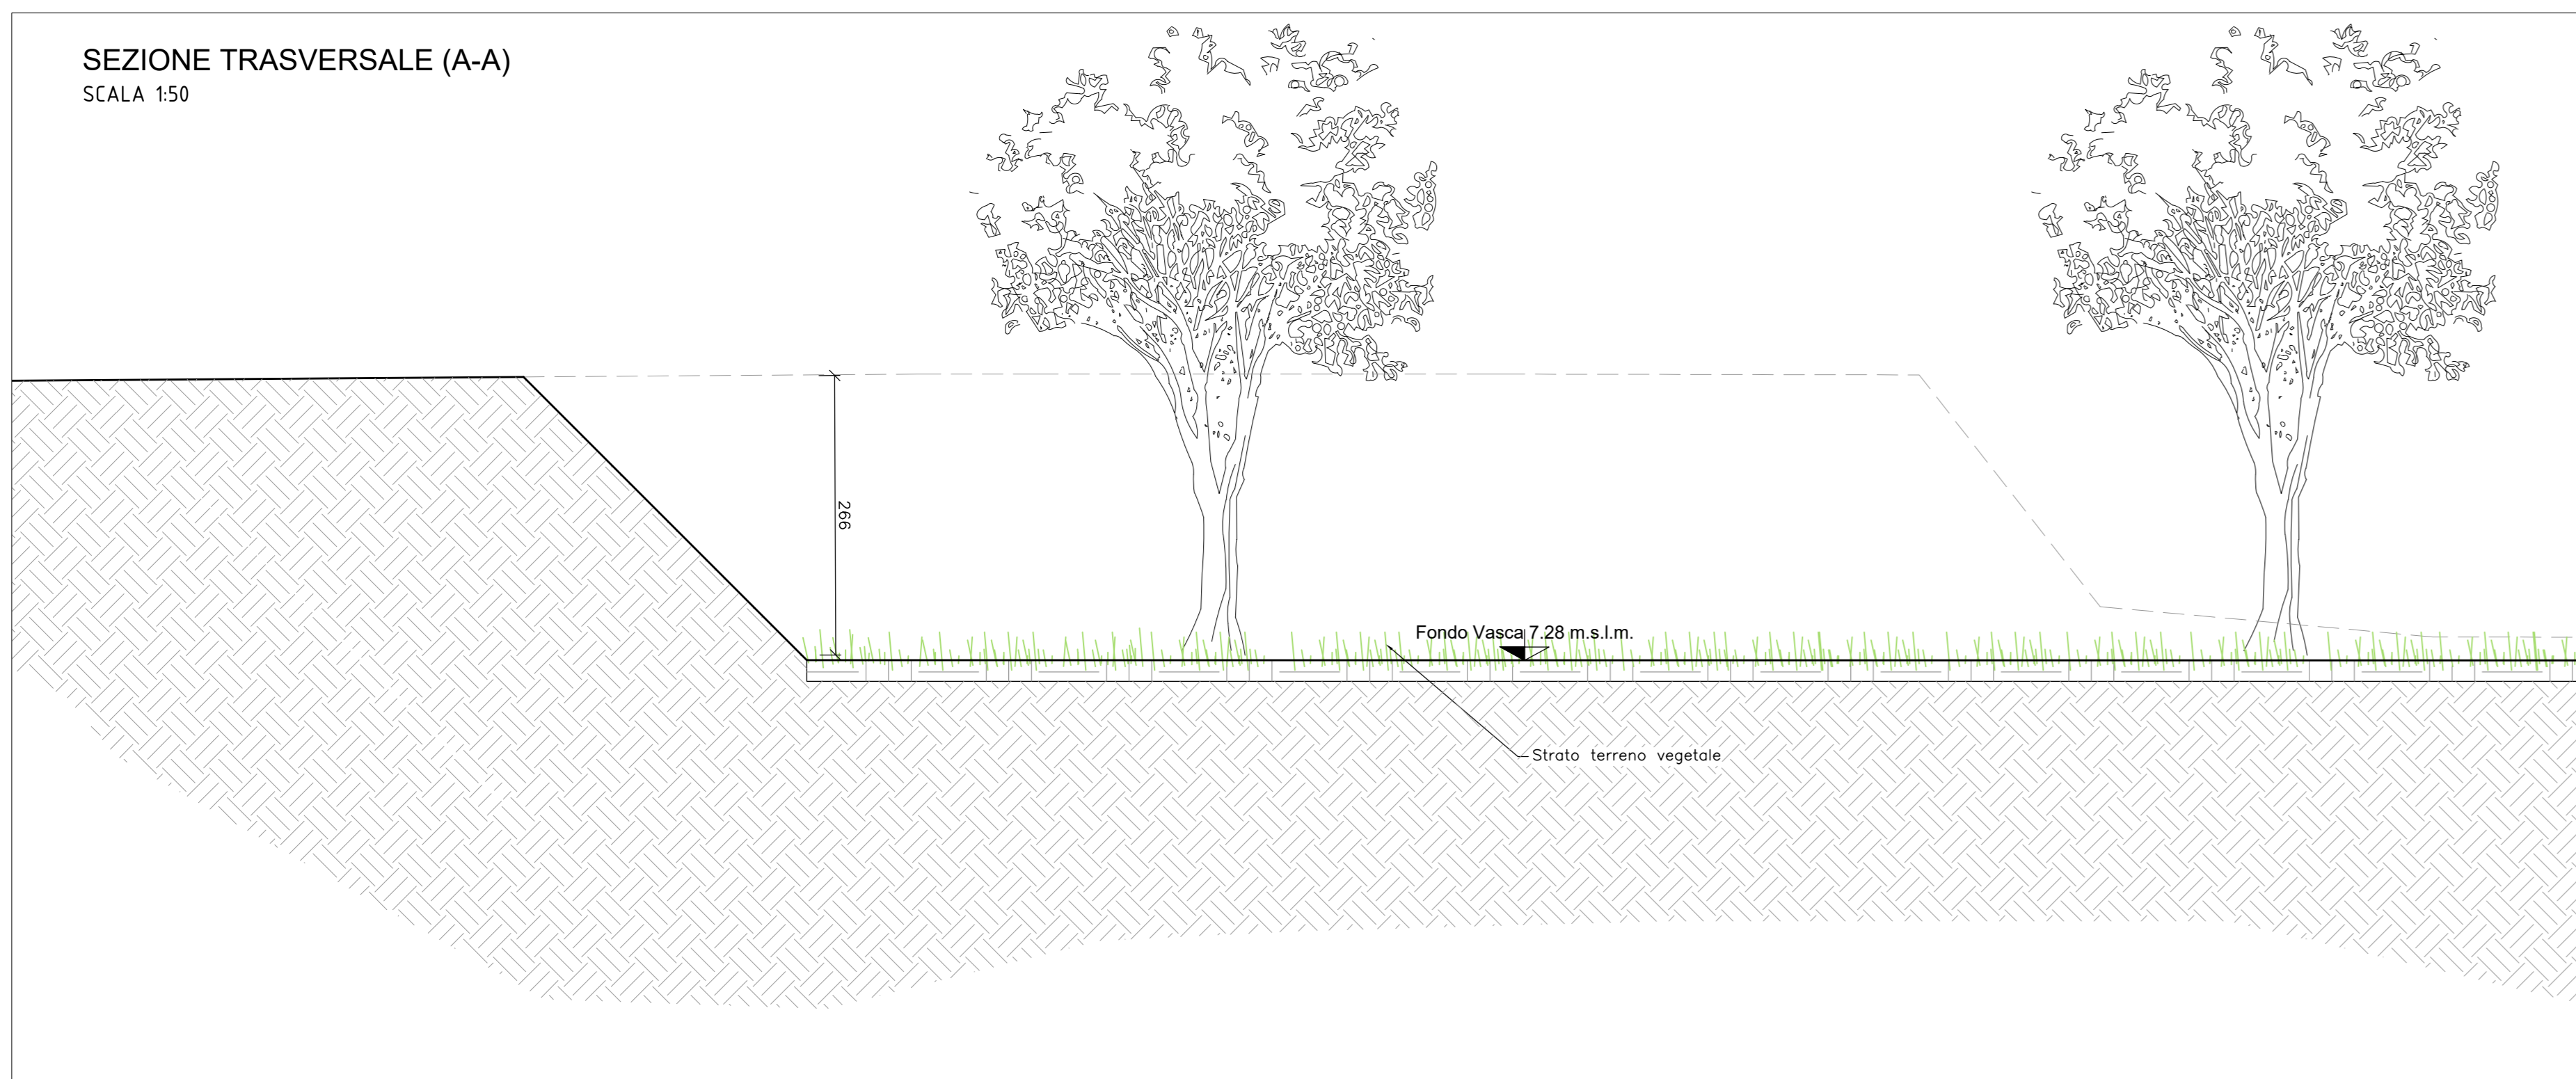 SEZIONE TRASVERSALE (A-A)
SCALA 1:50
266
Fondo Vasca 7.28 m.s.l.m.
Strato terreno vegetale